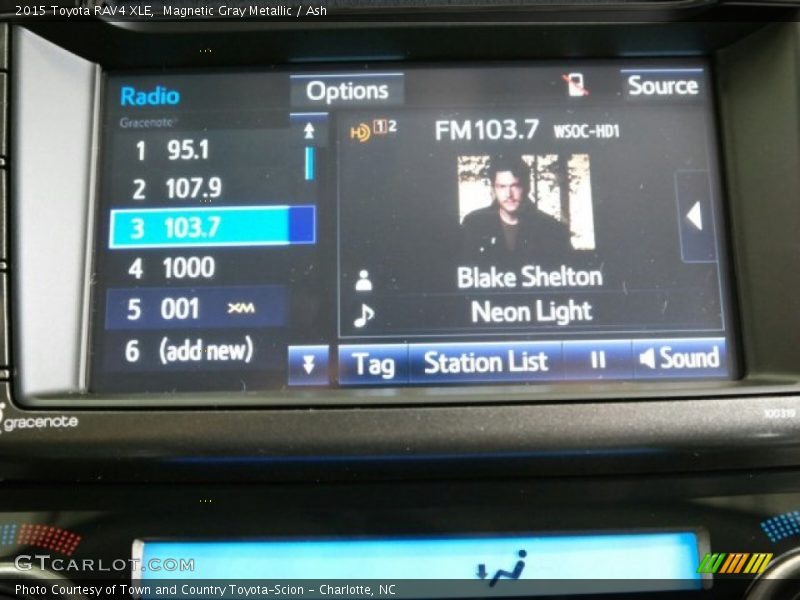 2015 Toyota RAV4 XLE, Magnetic Gray Metallic / Ash
Radio
Options
Source
Gracenote
1 95.1
2 107.9
3 103.7
4 1000
5 001 XM
6 (add new)
HD 1 2
FM103.7 WSOC-HD1
Blake Shelton
Neon Light
Tag
Station List
Sound
gracenote
100319
GTCARLOT.COM
Photo Courtesy of Town and Country Toyota-Scion - Charlotte, NC